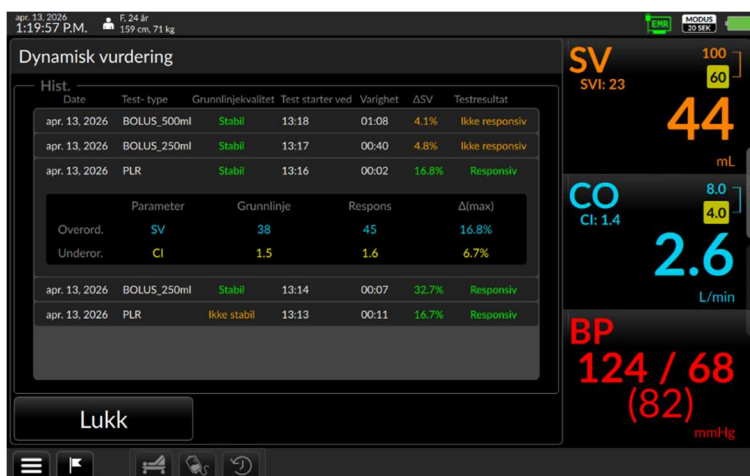 apr. 13, 2026
1:19:57 P.M.
F, 24 år
159 cm, 71 kg
EMR
MODUS
20 SEK
Dynamisk vurdering
Hist.
Date Test- type Grunnlinjekvalitet Test starter ved Varighet ΔSV Testresultat
apr. 13, 2026 BOLUS_500ml Stabil 13:18 01:08 4.1% Ikke responsiv
apr. 13, 2026 BOLUS_250ml Stabil 13:17 00:40 4.8% Ikke responsiv
apr. 13, 2026 PLR Stabil 13:16 00:02 16.8% Responsiv
Parameter Grunnlinje Respons Δ(max)
Overord. SV 38 45 16.8%
Underor. CI 1.5 1.6 6.7%
apr. 13, 2026 BOLUS_250ml Stabil 13:14 00:07 32.7% Responsiv
apr. 13, 2026 PLR Ikke stabil 13:13 00:11 16.7% Responsiv
Lukk
SV
SVI: 23
100
60
44
mL
CO
CI: 1.4
8.0
4.0
2.6
L/min
BP
124 / 68
(82)
mmHg